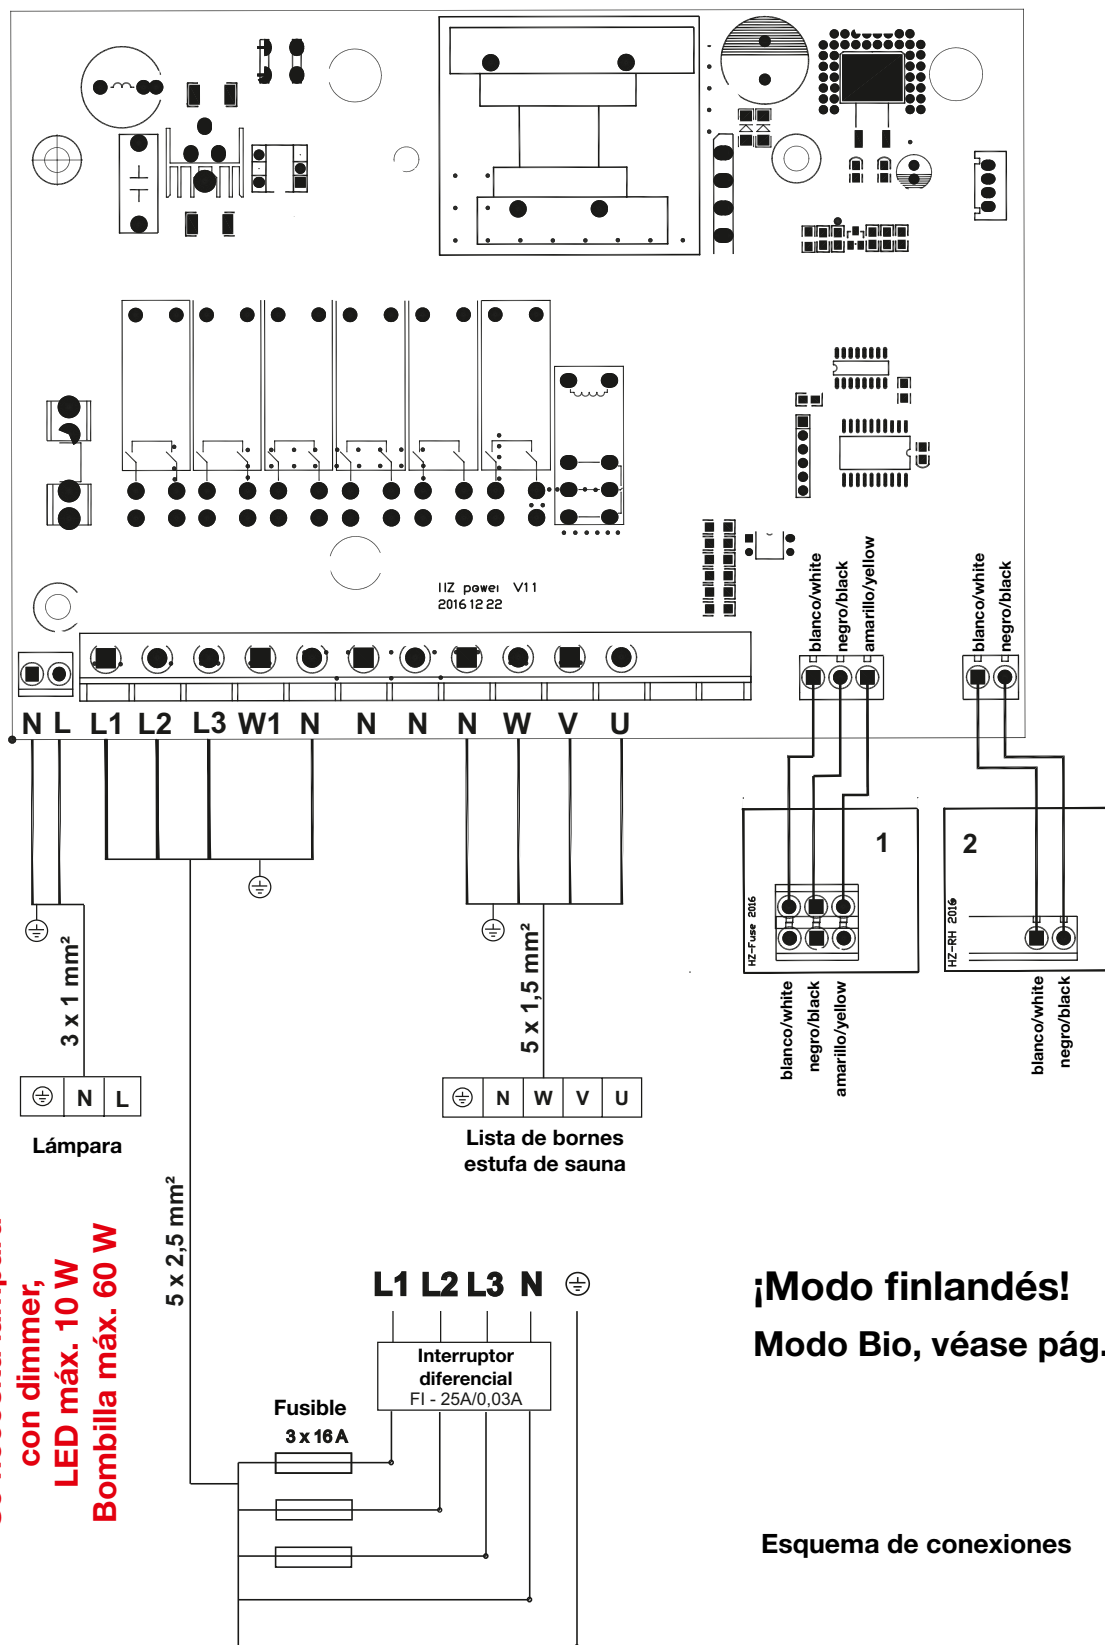 IIZ power V11
2016 12 22
blanco/white
negro/black
amarillo/yellow
blanco/white
negro/black
N L L1 L2 L3 W1 N N N N W V U
1
2
HZ-Fuse 2016
HZ-RH 2016
blanco/white
negro/black
amarillo/yellow
blanco/white
negro/black
3 x 1 mm²
5 x 1,5 mm²
N L
Lámpara
N W V U
Lista de bornes
estufa de sauna
5 x 2,5 mm²
con dimmer,
LED máx. 10 W
Bombilla máx. 60 W
L1 L2 L3 N
Interruptor
diferencial
FI - 25A/0,03A
Fusible
3 x 16 A
¡Modo finlandés!
Modo Bio, véase pág.
Esquema de conexiones